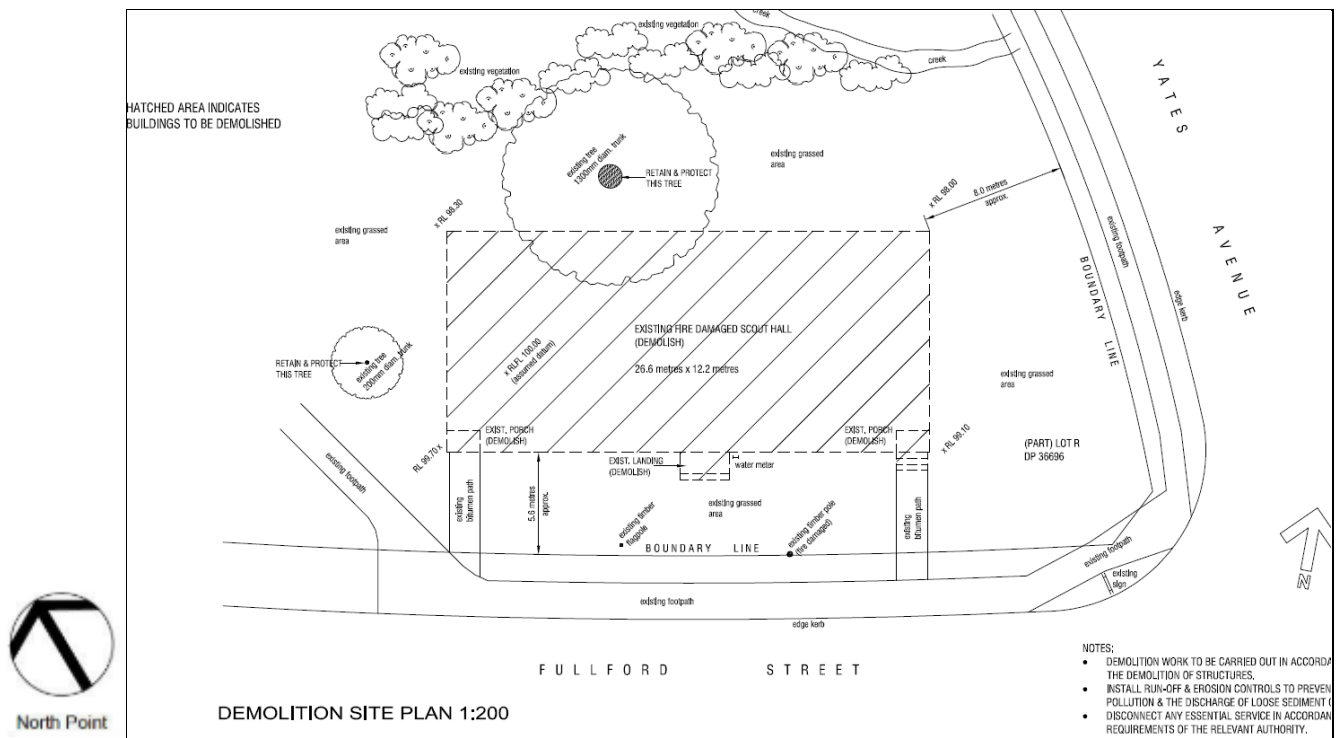 existing vegetation
creek
creek
existing vegetation
YATES AVENUE
HATCHED AREA INDICATES
BUILDINGS TO BE DEMOLISHED
existing tree
1300mm diam. trunk
RETAIN & PROTECT
THIS TREE
existing grassed
area
8.0 metres
approx.
x RL 98.30
x RL 98.00
existing grassed
area
existing footpath
BOUNDARY LINE
edge kerb
EXISTING FIRE DAMAGED SCOUT HALL
(DEMOLISH)
26.6 metres x 12.2 metres
x RLFL 100.00
(assumed datum)
RETAIN & PROTECT
THIS TREE
existing tree
200mm diam. trunk
existing grassed
area
EXIST. PORCH
(DEMOLISH)
EXIST. PORCH
(DEMOLISH)
RL 99.70 x
x RL 99.10
(PART) LOT R
DP 36696
EXIST. LANDING
(DEMOLISH)
water meter
existing footpath
existing
bitumen path
5.6 metres
approx.
existing timber
flagpole
existing grassed
area
existing timber pole
(fire damaged)
existing
bitumen path
BOUNDARY LINE
existing footpath
existing
sign
N
existing footpath
edge kerb
FULLFORD STREET
NOTES:
• DEMOLITION WORK TO BE CARRIED OUT IN ACCORDA
THE DEMOLITION OF STRUCTURES.
• INSTALL RUN-OFF & EROSION CONTROLS TO PREVEN
POLLUTION & THE DISCHARGE OF LOOSE SEDIMENT
• DISCONNECT ANY ESSENTIAL SERVICE IN ACCORDAN
REQUIREMENTS OF THE RELEVANT AUTHORITY.
DEMOLITION SITE PLAN 1:200
North Point